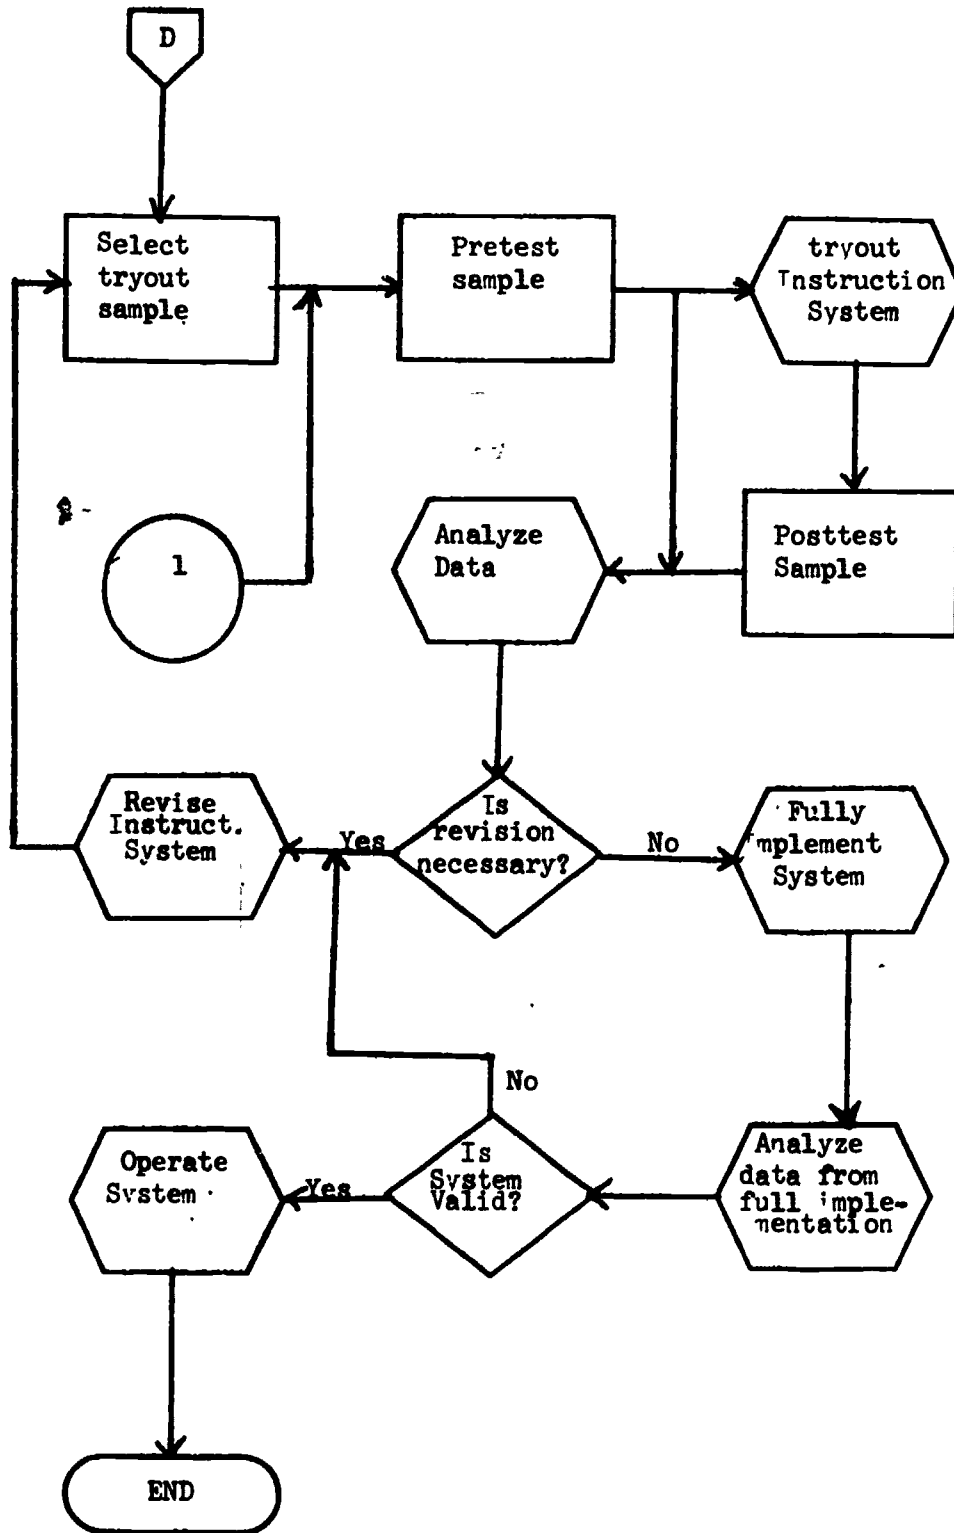 D
Select
tryout
sample
Pretest
sample
tryout
Instruction
System
1
Analyze
Data
Posttest
Sample
Revise
Instruct.
System
Yes
Is
revision
necessary?
No
Fully
mplement
System
No
Operate
System
Yes
Is
System
Valid?
Analyze
data from
full imple-
mentation
END